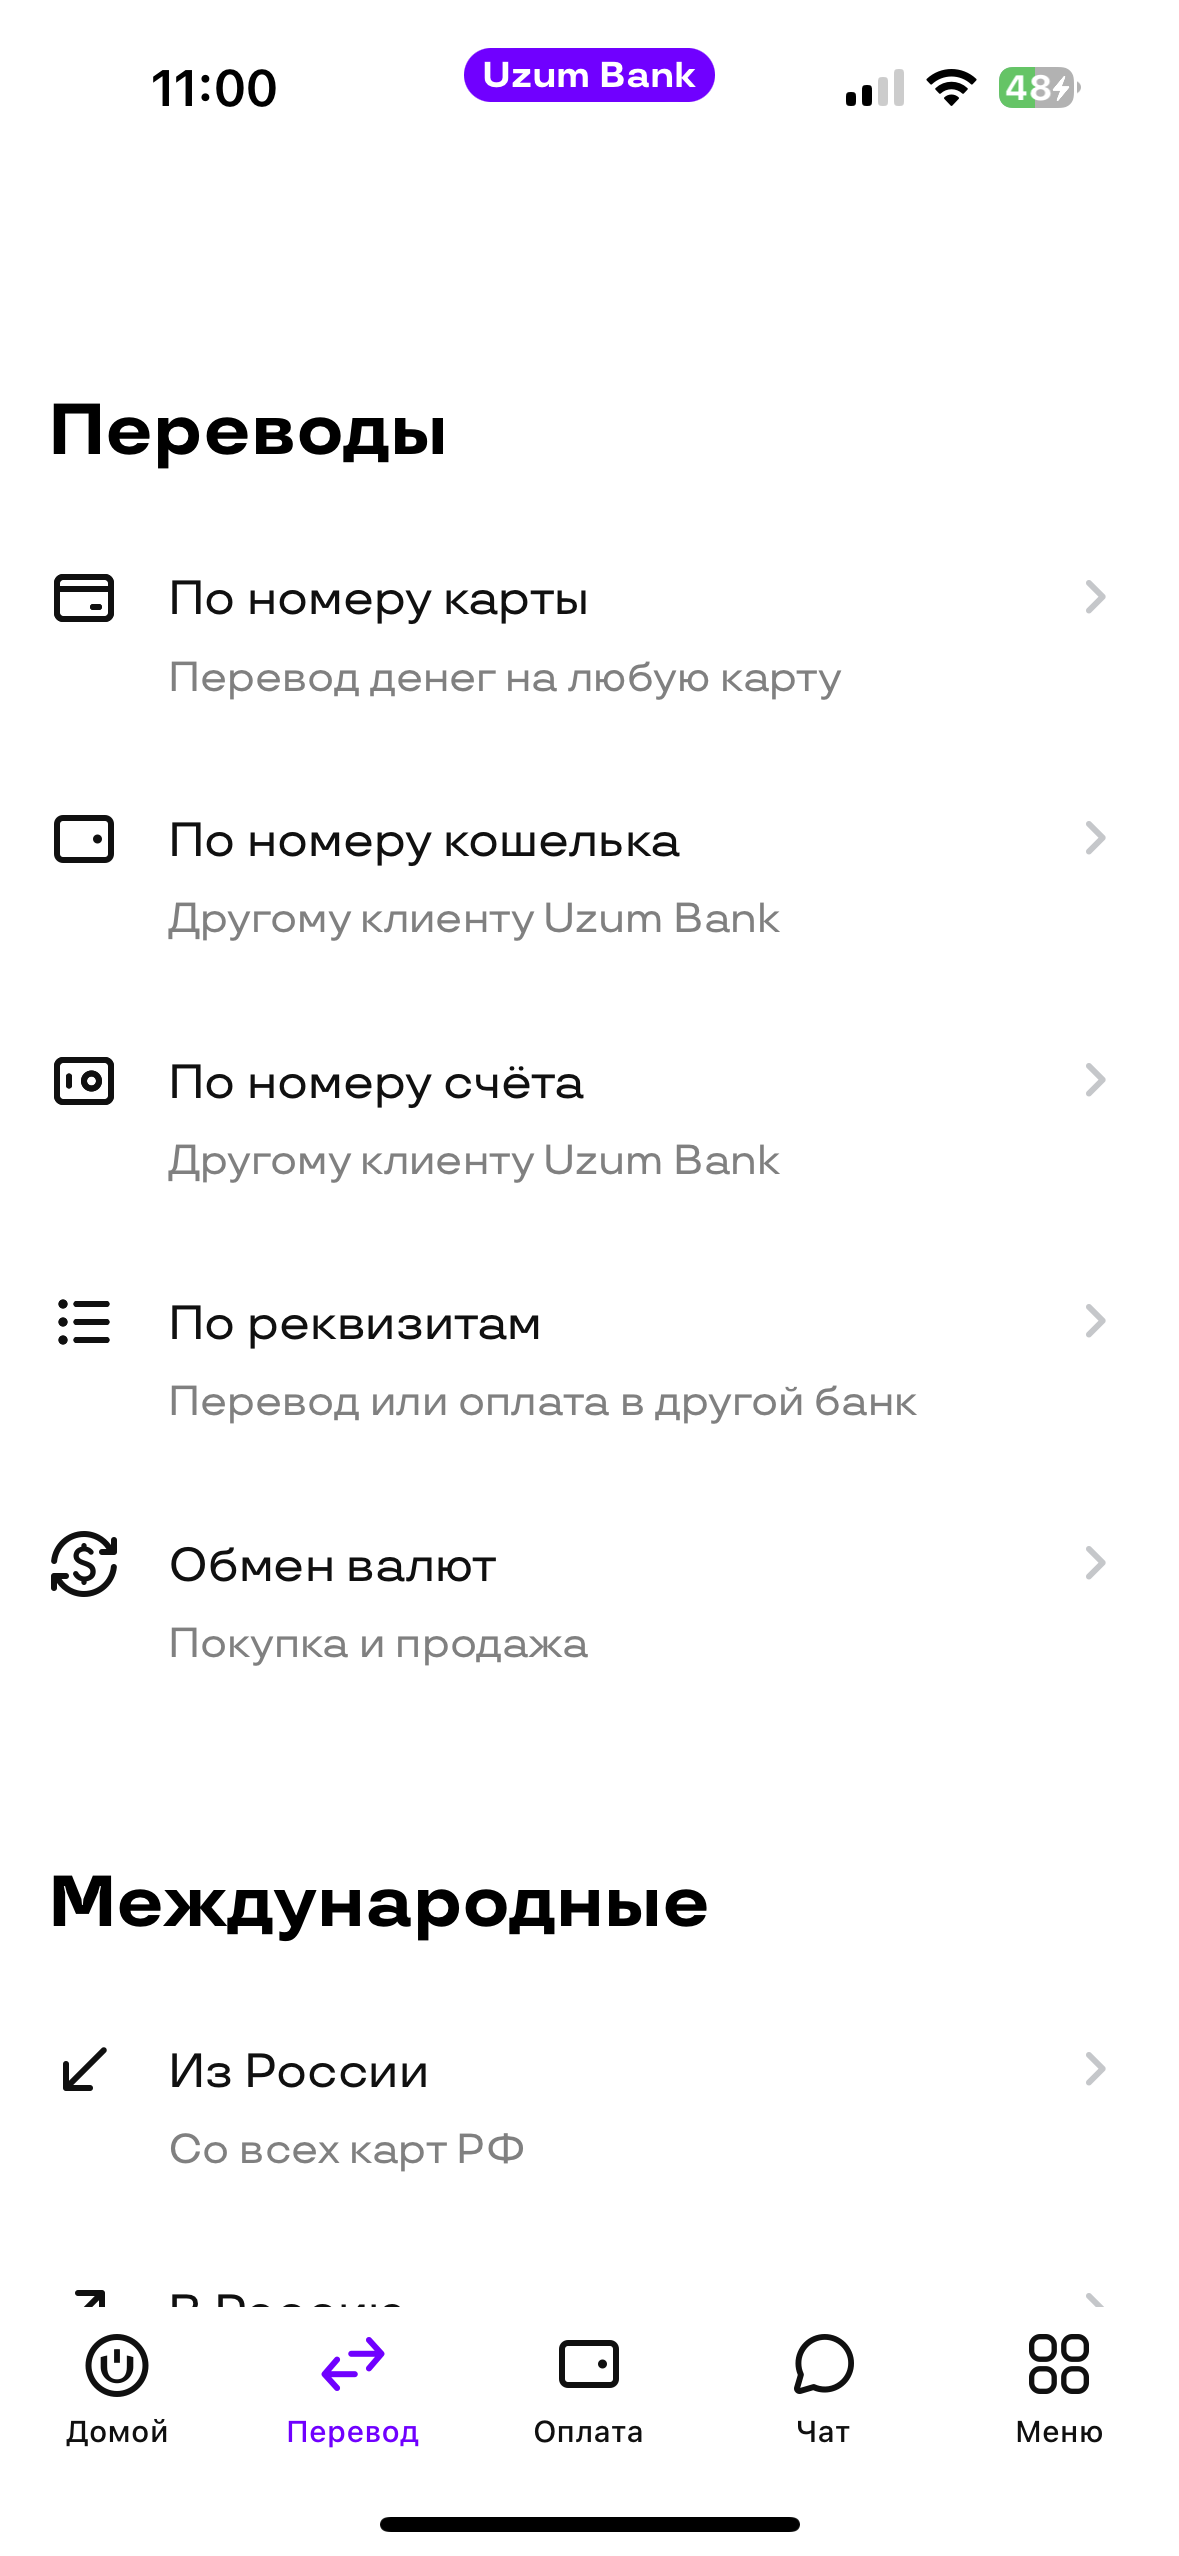 11:00
Uzum Bank
48
Переводы
По номеру карты
Перевод денег на любую карту
По номеру кошелька
Другому клиенту Uzum Bank
По номеру счёта
Другому клиенту Uzum Bank
По реквизитам
Перевод или оплата в другой банк
Обмен валют
Покупка и продажа
Международные
Из России
Со всех карт РФ
В Россию
Домой
Перевод
Оплата
Чат
Меню